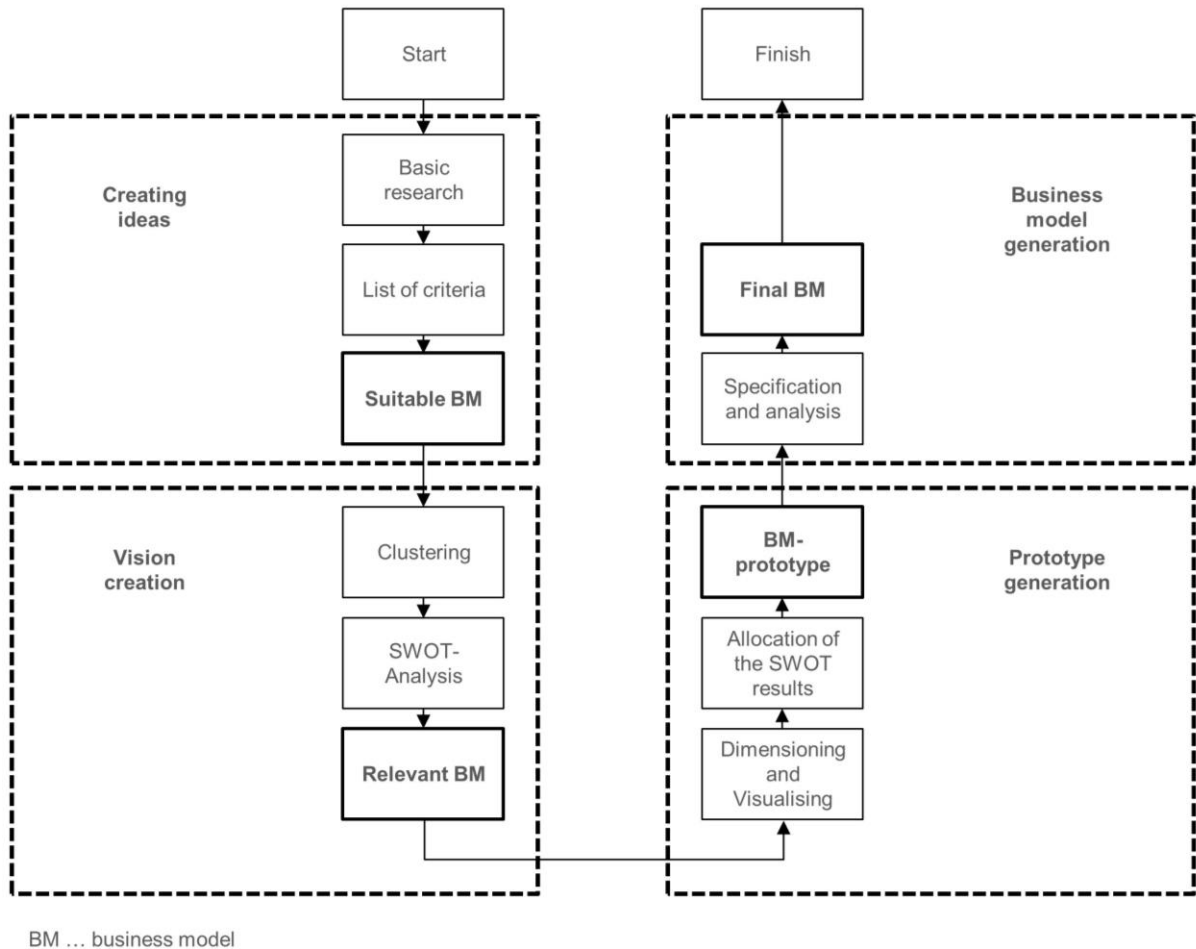 Start
Creating
ideas
Basic
research
List of criteria
Suitable BM
Vision
creation
Clustering
SWOT-
Analysis
Relevant BM
Dimensioning
and
Visualising
Allocation of
the SWOT
results
BM-
prototype
Prototype
generation
Specification
and analysis
Final BM
Business
model
generation
Finish
BM … business model